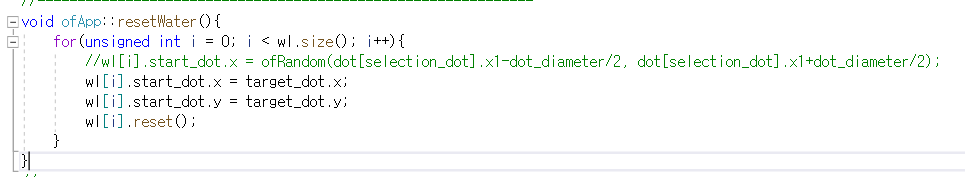 //--------------------------------------------------------------
void ofApp::resetWater(){
for(unsigned int i = 0; i < wl.size(); i++){
//wl[i].start_dot.x = ofRandom(dot[selection_dot].x1-dot_diameter/2, dot[selection_dot].x1+dot_diameter/2);
wl[i].start_dot.x = target_dot.x;
wl[i].start_dot.y = target_dot.y;
wl[i].reset();
}
}